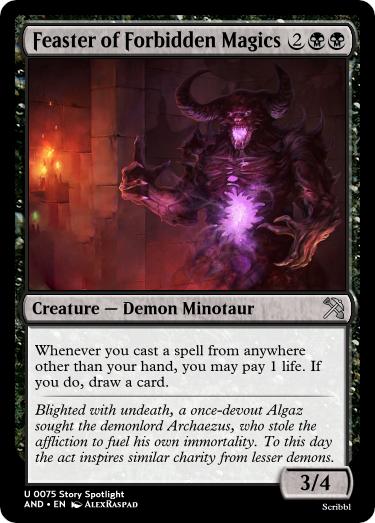 Feaster of Forbidden Magics 2
Creature — Demon Minotaur
Whenever you cast a spell from anywhere
other than your hand, you may pay 1 life. If
you do, draw a card.
Blighted with undeath, a once-devout Algaz
sought the demonlord Archaezus, who stole the
affliction to fuel his own immortality. To this day
the act inspires similar charity from lesser demons.
3/4
U 0075 Story Spotlight
AND • EN AlexRaspad
Scribbl